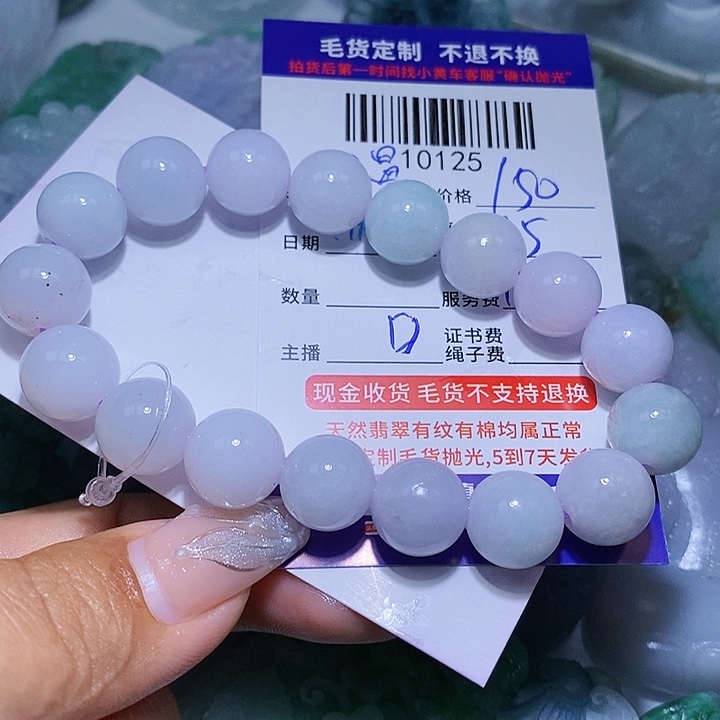 毛货定制 不退不换
拍货后第一时间找小黄车客服"确认抛光"
10125
价格 150
日期
数量 服务费
主播 D 证书费
绳子费
现金收货 毛货不支持退换
天然翡翠有纹有棉均属正常
定制毛货抛光,5到7天发